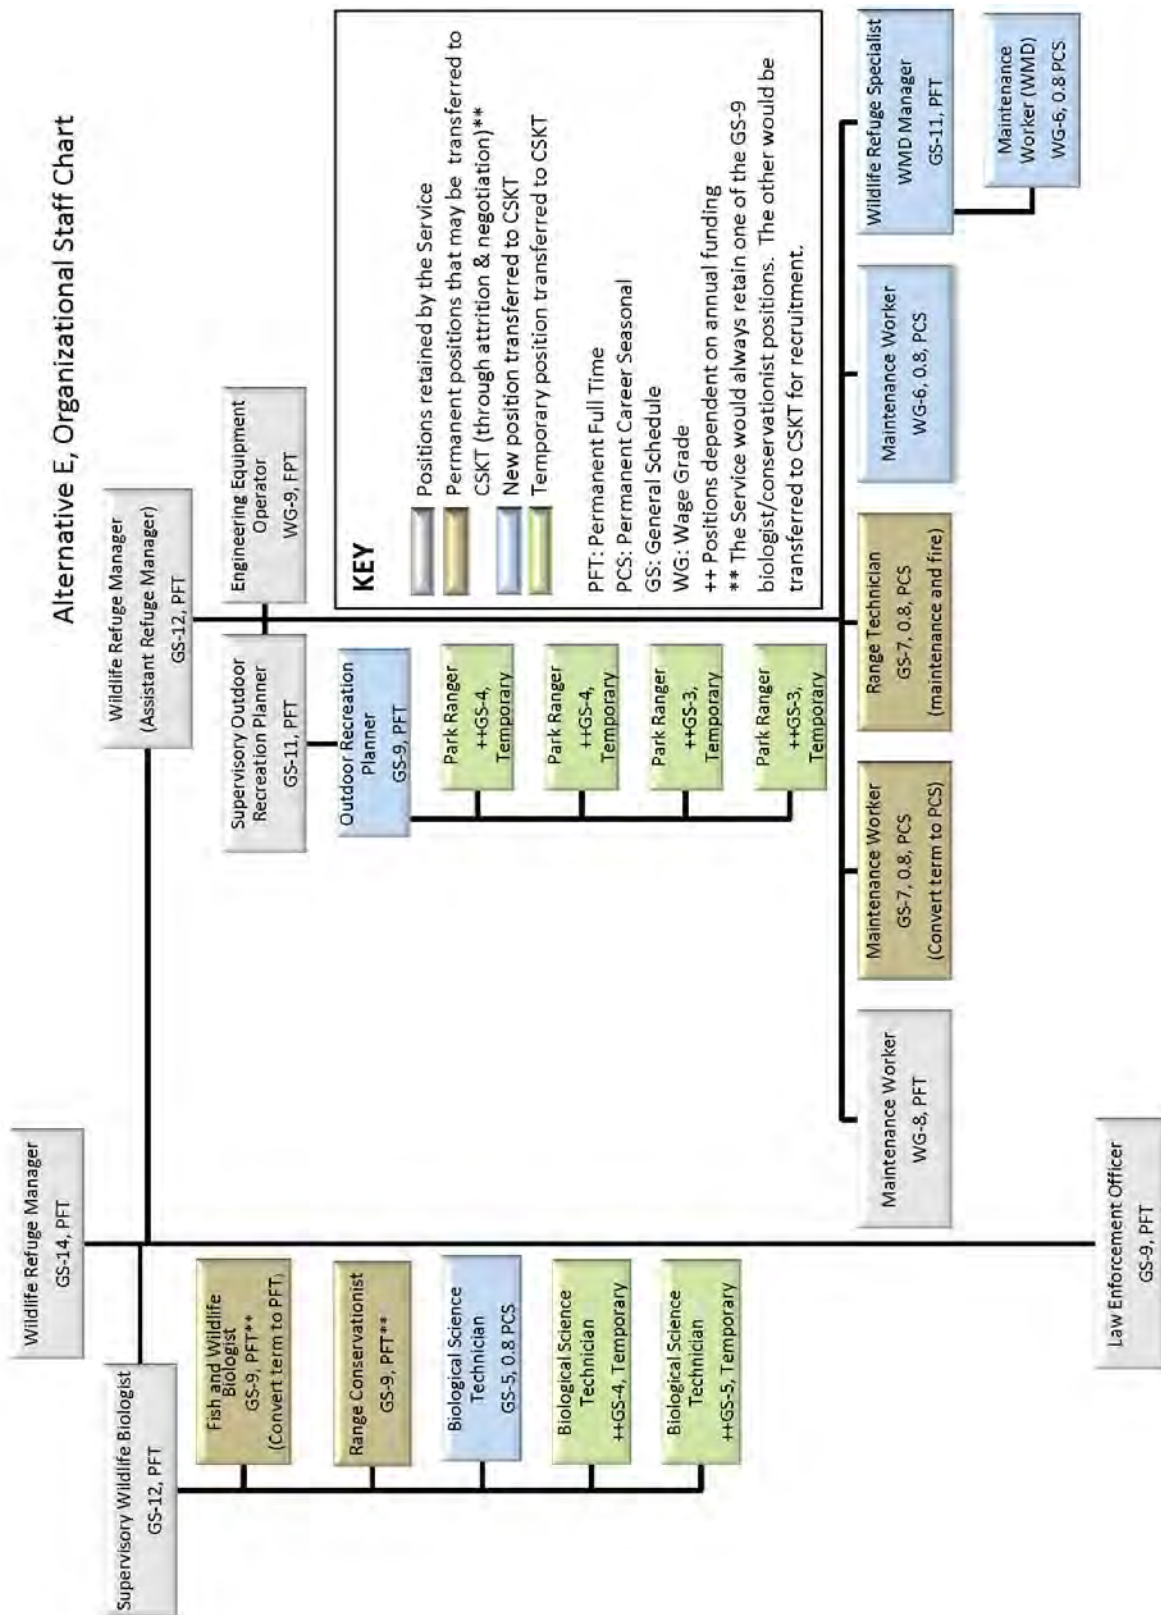 Alternative E, Organizational Staff Chart
Wildlife Refuge Manager
GS-14, PFT
Supervisory Wildlife Biologist
GS-12, PFT
Fish and Wildlife
Biologist
GS-9, PFT**
(Convert term to PFT)
Range Conservationist
GS-9, PFT**
Biological Science
Technician
GS-5, 0.8 PCS
Biological Science
Technician
++GS-4, Temporary
Biological Science
Technician
++GS-5, Temporary
Law Enforcement Officer
GS-9, PFT
Wildlife Refuge Manager
(Assistant Refuge Manager)
GS-12, PFT
Supervisory Outdoor
Recreation Planner
GS-11, PFT
Engineering Equipment
Operator
WG-9, FPT
Outdoor Recreation
Planner
GS-9, PFT
Park Ranger
++GS-4,
Temporary
Park Ranger
++GS-4,
Temporary
Park Ranger
++GS-3,
Temporary
Park Ranger
++GS-3,
Temporary
Maintenance Worker
WG-8, PFT
Maintenance Worker
GS-7, 0.8, PCS
(Convert term to PCS)
Range Technician
GS-7, 0.8, PCS
(maintenance and fire)
Maintenance Worker
WG-6, 0.8, PCS
Wildlife Refuge Specialist
WMD Manager
GS-11, PFT
Maintenance
Worker (WMD)
WG-6, 0.8 PCS
KEY
Positions retained by the Service
Permanent positions that may be transferred to
CSKT (through attrition & negotiation)**
New position transferred to CSKT
Temporary position transferred to CSKT
PFT: Permanent Full Time
PCS: Permanent Career Seasonal
GS: General Schedule
WG: Wage Grade
++ Positions dependent on annual funding
** The Service would always retain one of the GS-9
biologist/conservationist positions. The other would be
transferred to CSKT for recruitment.